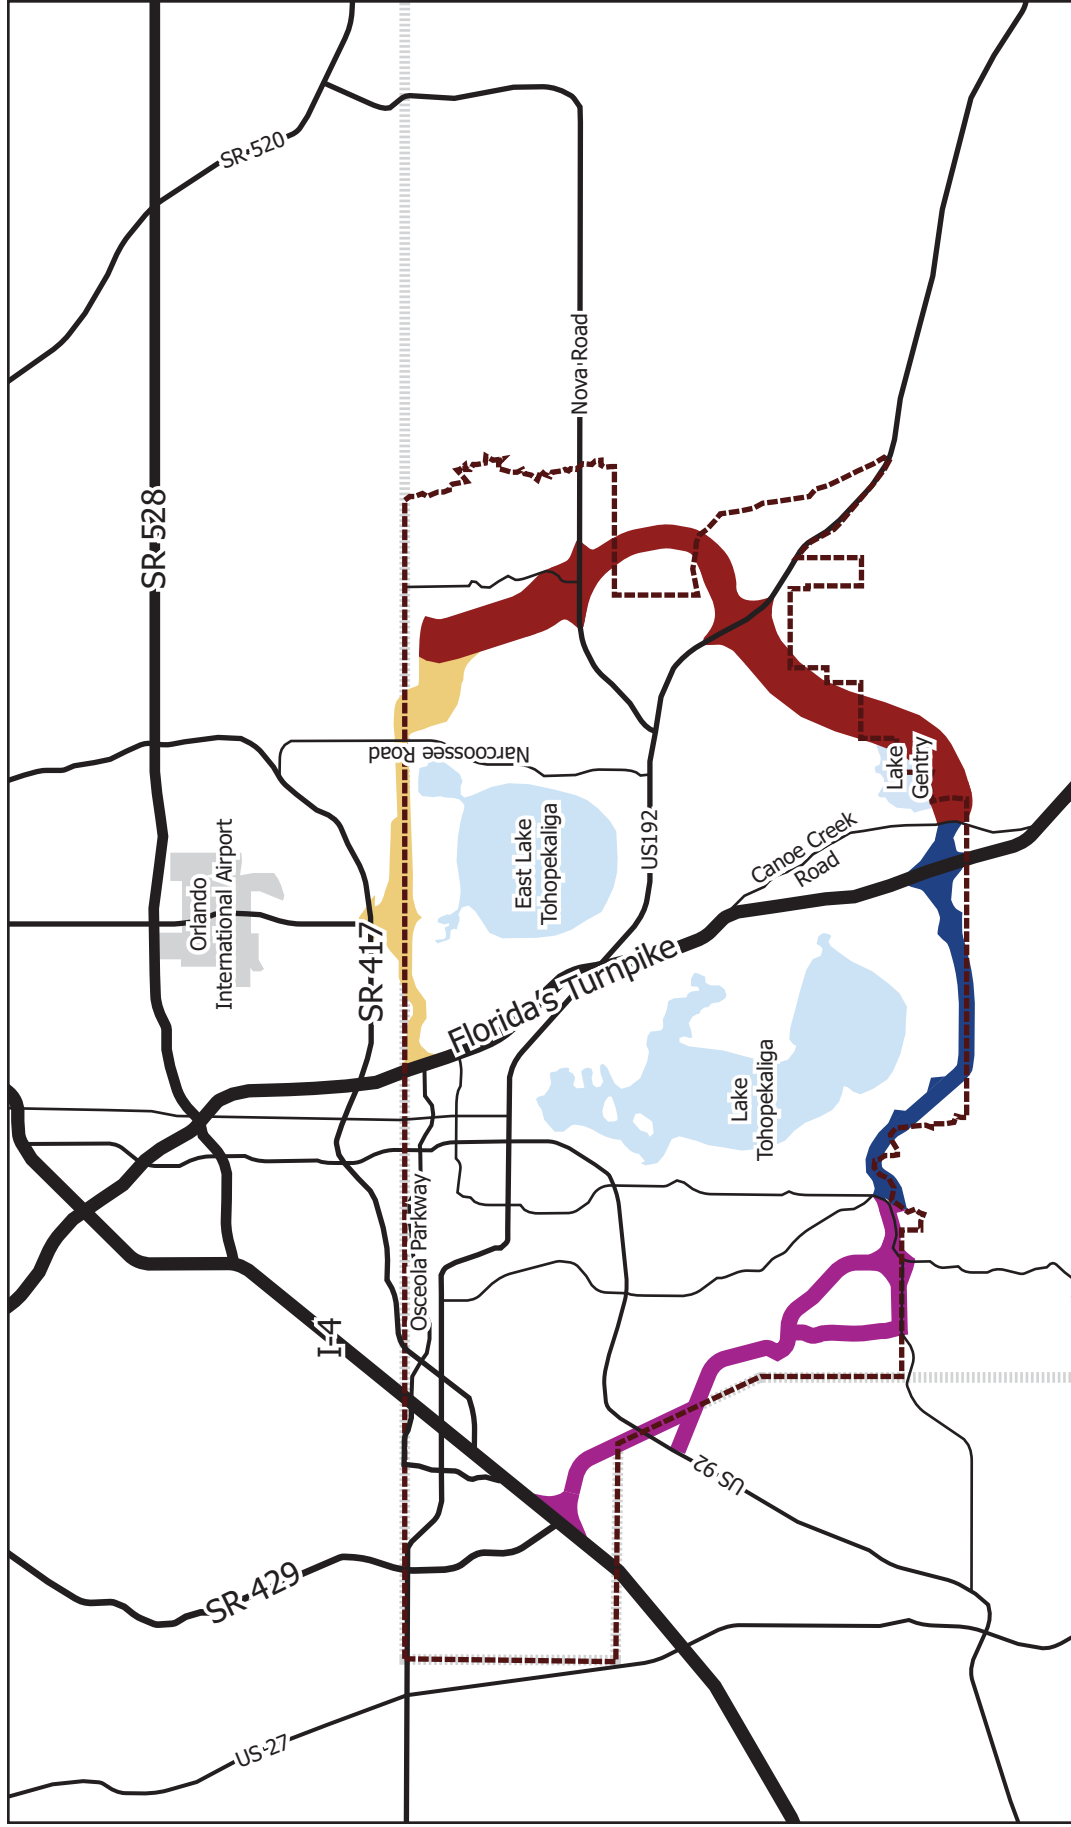 SR-520
SR-528
Nova Road
Narcoossee Road
Orlando
International Airport
SR-417
East Lake
Tohopekaliga
US192
Lake
Gentry
Canoe Creek
Road
Florida's Turnpike
Lake
Tohopekaliga
Osceola Parkway
I-4
US 92
SR-429
US-27